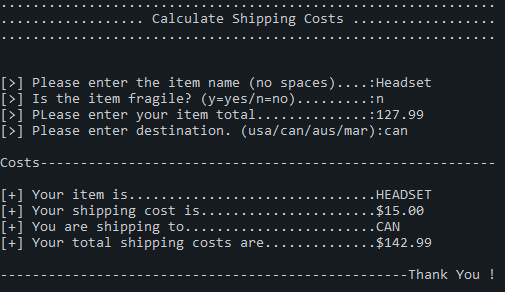 ..............................................................
.................. Calculate Shipping Costs ..................
..............................................................
[>] Please enter the item name (no spaces)....:Headset
[>] Is the item fragile? (y=yes/n=no).........:n
[>] PLease enter your item total..............:127.99
[>] Please enter destination. (usa/can/aus/mar):can
Costs---------------------------------------------------------
[+] Your item is...............................HEADSET
[+] Your shipping cost is......................$15.00
[+] You are shipping to........................CAN
[+] Your total shipping costs are..............$142.99
---------------------------------------------------Thank You !